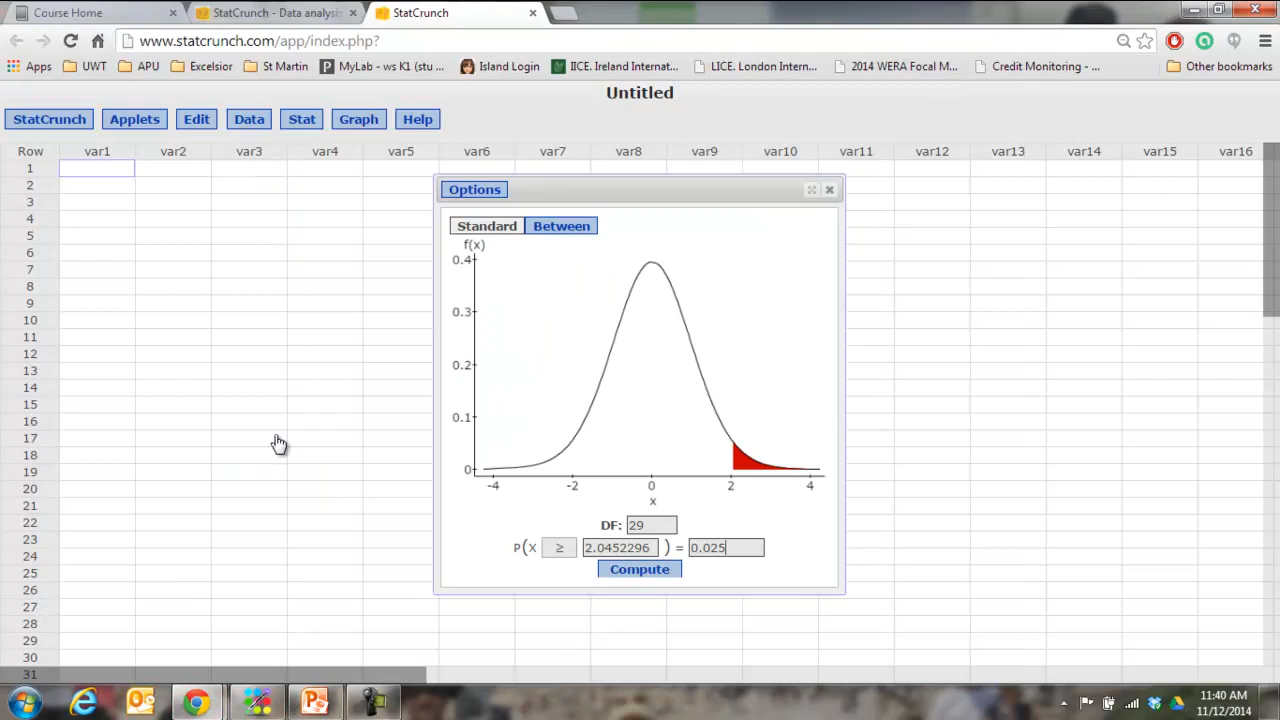 Course Home
StatCrunch - Data analysis
StatCrunch
www.statcrunch.com/app/index.php?
Apps UWT APU Excelsior St Martin MyLab - ws K1 (stu ... Island Login IICE. Ireland Internat... LICE. London Intern... 2014 WERA Focal M... Credit Monitoring - ... Other bookmarks
Untitled
StatCrunch Applets Edit Data Stat Graph Help
Row var1 var2 var3 var4 var5 var6 var7 var8 var9 var10 var11 var12 var13 var14 var15 var16
1
2
3
4
5
6
7
8
9
10
11
12
13
14
15
16
17
18
19
20
21
22
23
24
25
26
27
28
29
30
31
Options
Standard Between
f(x)
0.4
0.3
0.2
0.1
0
-4 -2 0 2 4
x
DF: 29
P(X ≥ 2.0452296 ) = 0.025
Compute
11:40 AM
11/12/2014